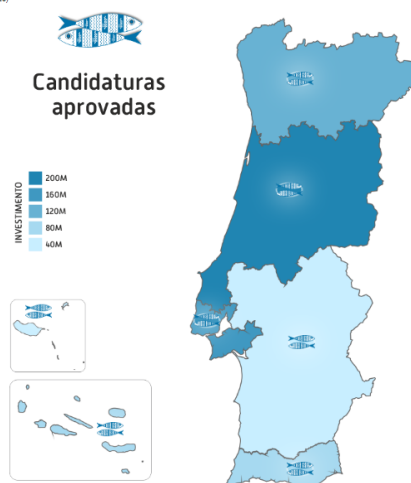 Candidaturas
aprovadas
INVESTIMENTO
200M
160M
120M
80M
40M